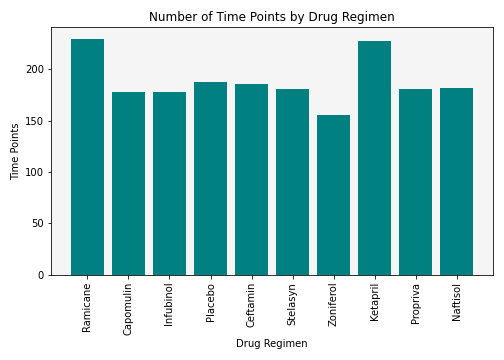 Number of Time Points by Drug Regimen
Time Points
200
150
100
50
0
Ramicane
Capomulin
Infubinol
Placebo
Ceftamin
Stelasyn
Zoniferol
Ketapril
Propriva
Naftisol
Drug Regimen